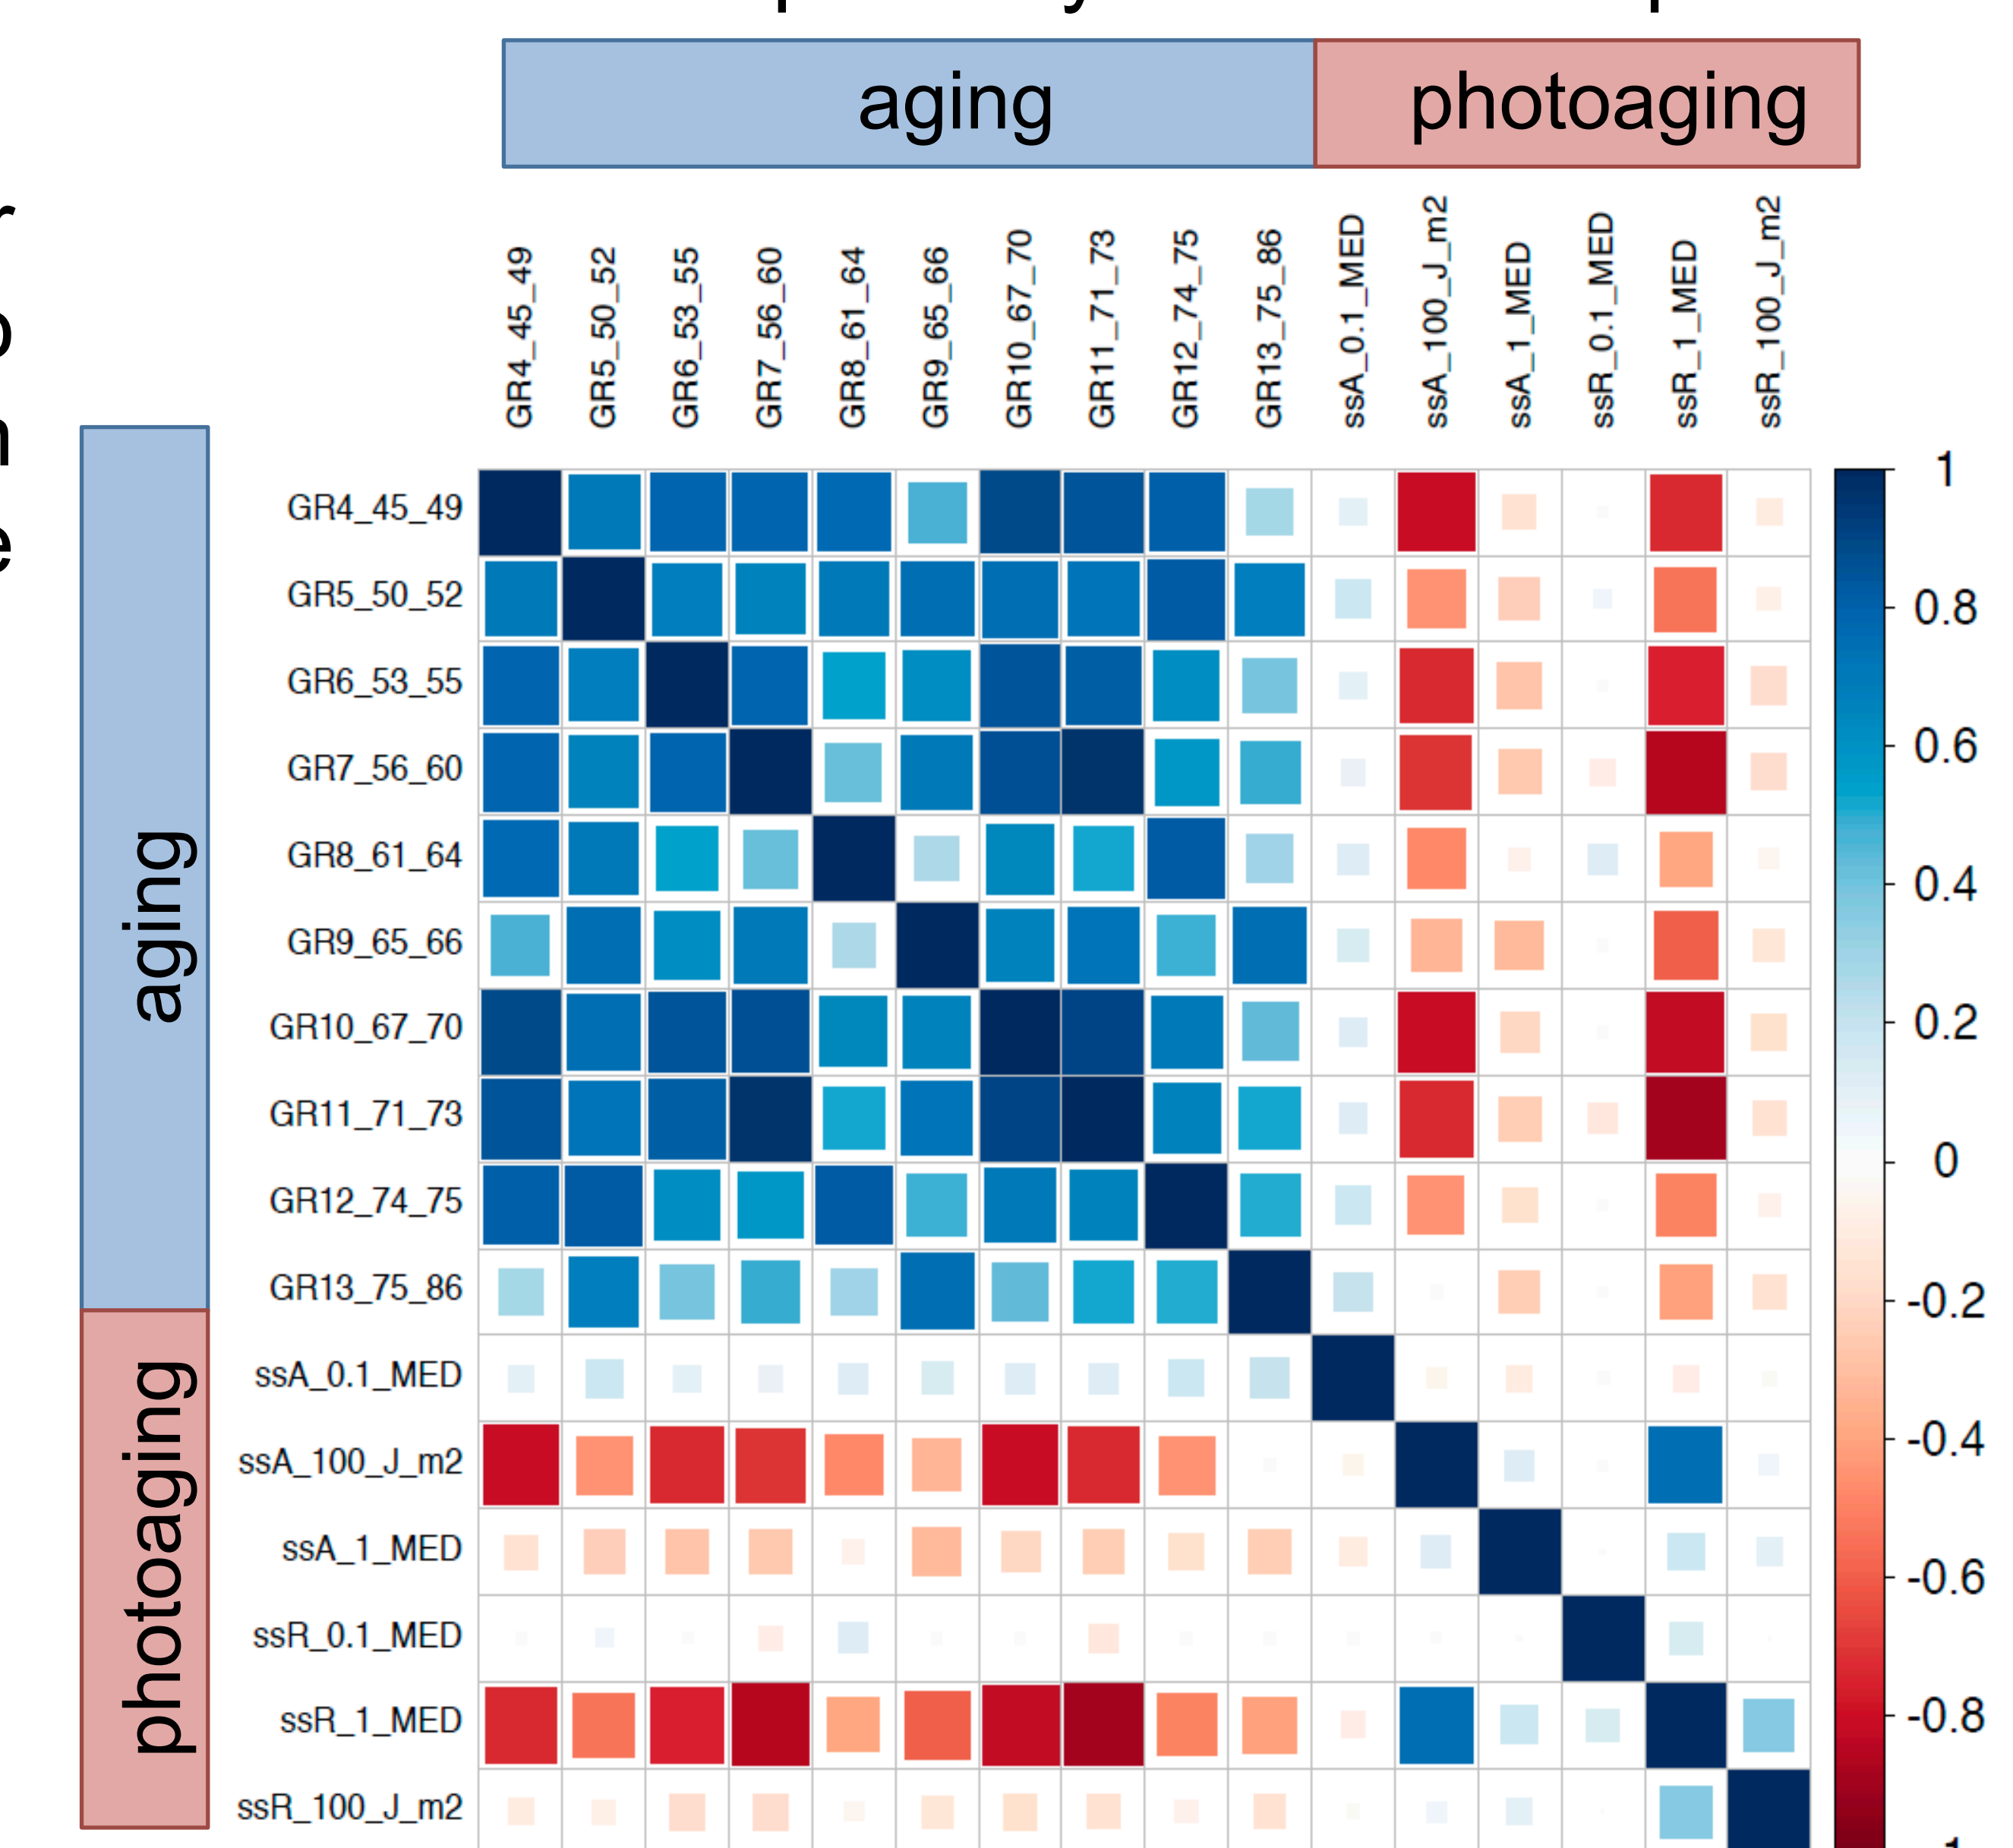 aging photoaging
GR4_45_49
GR5_50_52
GR6_53_55
GR7_56_60
GR8_61_64
GR9_65_66
GR10_67_70
GR11_71_73
GR12_74_75
GR13_75_86
ssA_0.1_MED
ssA_100_J_m2
ssA_1_MED
ssR_0.1_MED
ssR_1_MED
ssR_100_J_m2
aging
photoaging
GR4_45_49
GR5_50_52
GR6_53_55
GR7_56_60
GR8_61_64
GR9_65_66
GR10_67_70
GR11_71_73
GR12_74_75
GR13_75_86
ssA_0.1_MED
ssA_100_J_m2
ssA_1_MED
ssR_0.1_MED
ssR_1_MED
ssR_100_J_m2
1
0.8
0.6
0.4
0.2
0
-0.2
-0.4
-0.6
-0.8